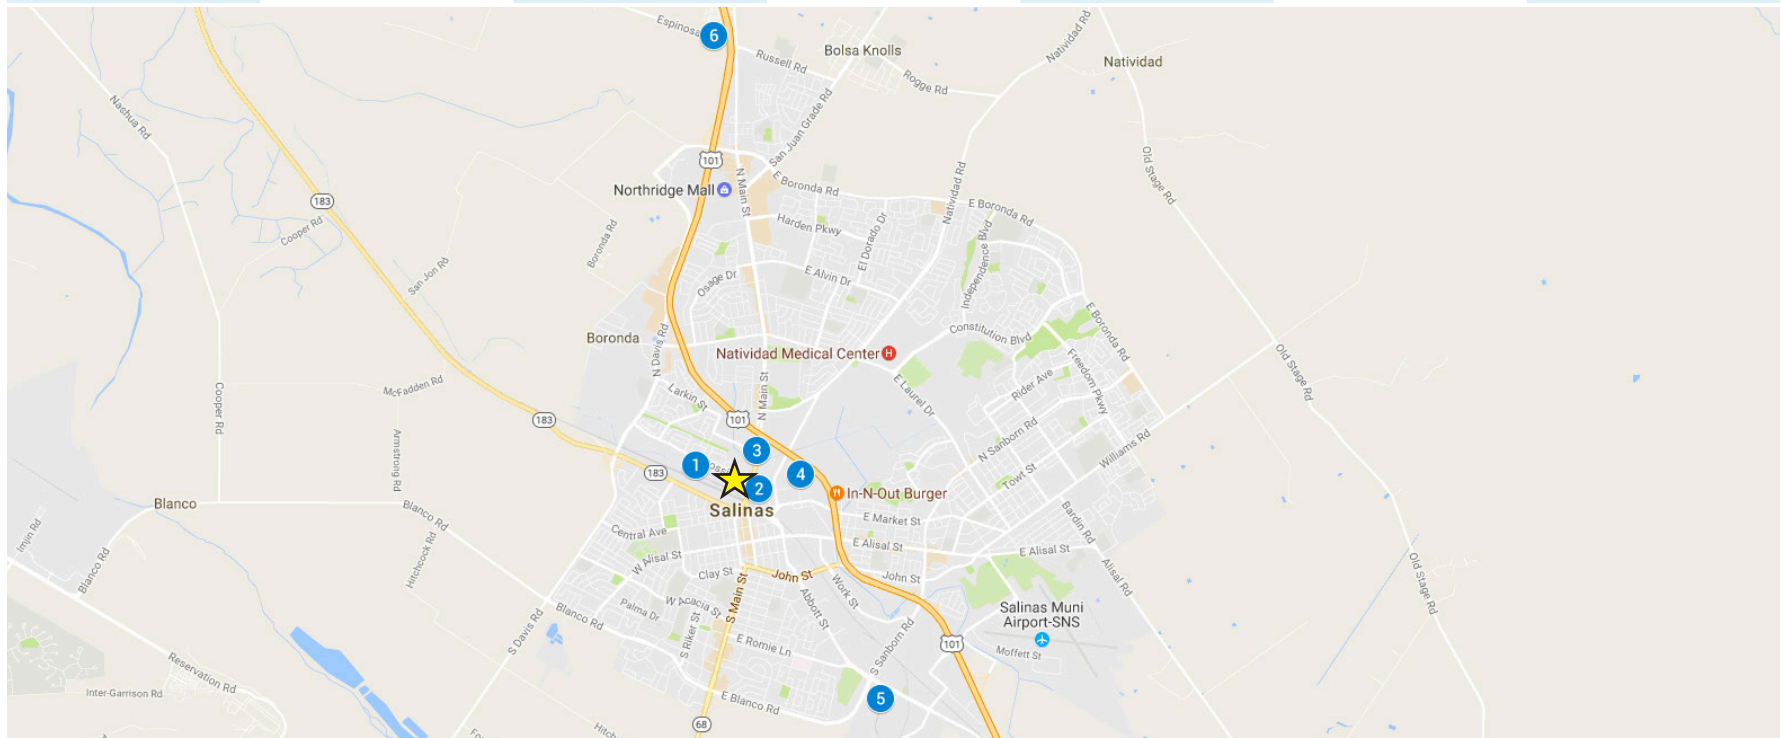 Espinosa
6
Russell Rd
Bolsa Knolls
Natividad Rd
Natividad
Rogge Rd
Nashua Rd
San Juan Grade Rd
101
Old Stage Rd
Northridge Mall
N Main St
E Boronda Rd
Natividad Rd
183
Cooper Rd
E Boronda Rd
Harden Pkwy
El Dorado Dr
Independence Blvd
Boronda Rd
San Jon Rd
Osage Dr
E Alvin Dr
Boronda
N Davis Rd
Constitution Blvd
E Boronda Rd
Natividad Medical Center
H
Old Stage Rd
Freedom Pkwy
McFadden Rd
Cooper Rd
Larkin St
N Main St
E Laurel Dr
Rider Ave
183
101
N Sanborn Rd
Williams Rd
Armstrong Rd
3
1
183
4
2
Towt St
In-N-Out Burger
Blanco
Salinas
Blanco Rd
E Market St
Bardin Rd
Imjin Rd
Central Ave
Hitchcock Rd
W Alisal St
E Alisal St
E Alisal St
Blanco Rd
Clay St
John St
John St
Work St
Alisal Rd
Old Stage Rd
Palma Dr
W Acacia St
S Main St
Abbott St
Salinas Muni
Airport-SNS
Blanco Rd
S Davis Rd
S Riker St
E Romie Ln
S Sanborn Rd
101
Moffett St
Reservation Rd
Inter-Garrison Rd
E Blanco Rd
5
68